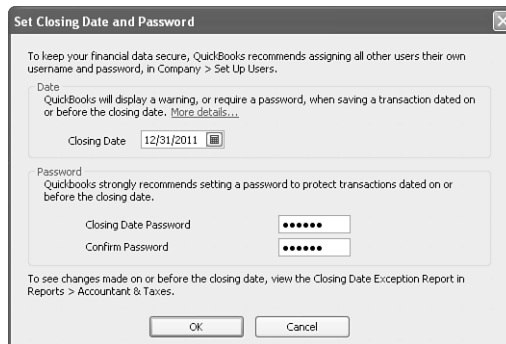 Set Closing Date and Password
To keep your financial data secure, QuickBooks recommends assigning all other users their own
username and password, in Company > Set Up Users.
Date
QuickBooks will display a warning, or require a password, when saving a transaction dated on
or before the closing date. More details...
Closing Date 12/31/2011
Password
Quickbooks strongly recommends setting a password to protect transactions dated on or
before the closing date.
Closing Date Password ••••••
Confirm Password ••••••
To see changes made on or before the closing date, view the Closing Date Exception Report in
Reports > Accountant & Taxes.
OK Cancel